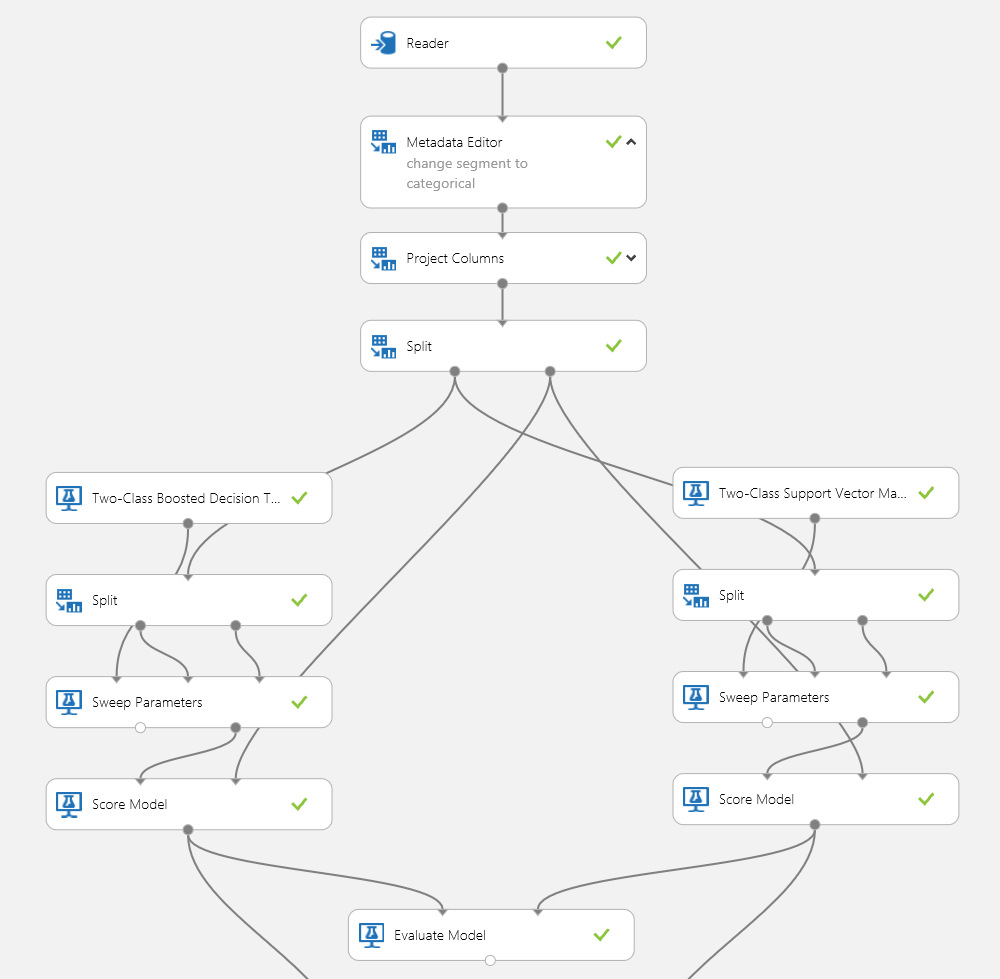 Reader
Metadata Editor
change segment to
categorical
Project Columns
Split
Two-Class Boosted Decision T...
Two-Class Support Vector Ma...
Split
Split
Sweep Parameters
Sweep Parameters
Score Model
Score Model
Evaluate Model